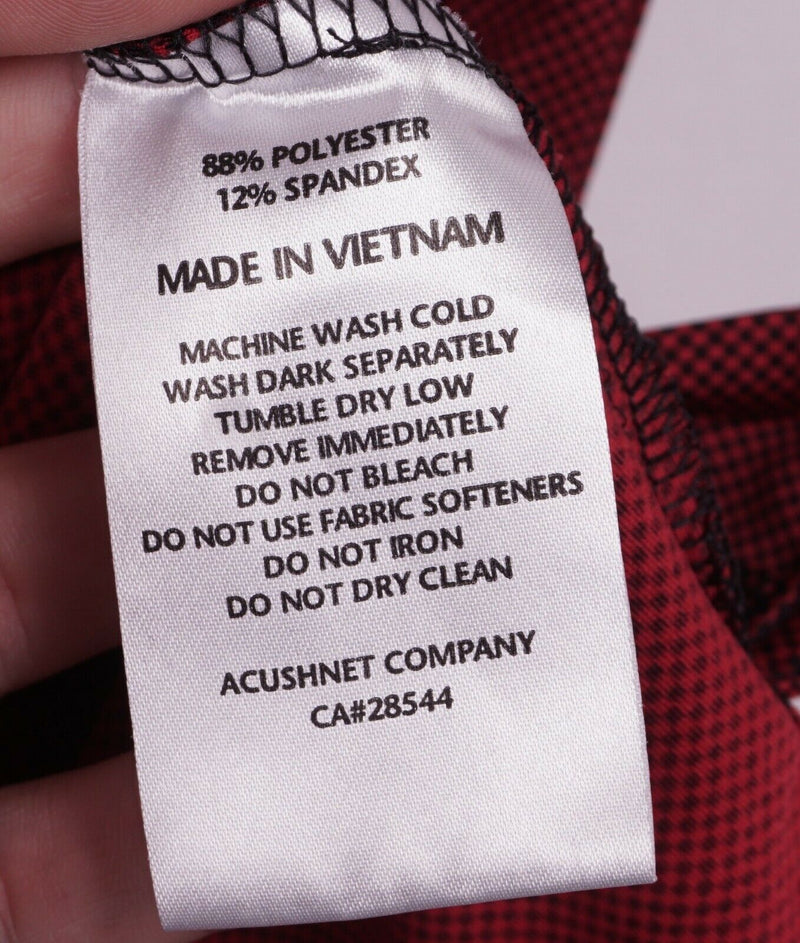 88% POLYESTER
12% SPANDEX
MADE IN VIETNAM
MACHINE WASH COLD
WASH DARK SEPARATELY
TUMBLE DRY LOW
REMOVE IMMEDIATELY
DO NOT BLEACH
DO NOT USE FABRIC SOFTENERS
DO NOT IRON
DO NOT DRY CLEAN
ACUSHNET COMPANY
CA#28544